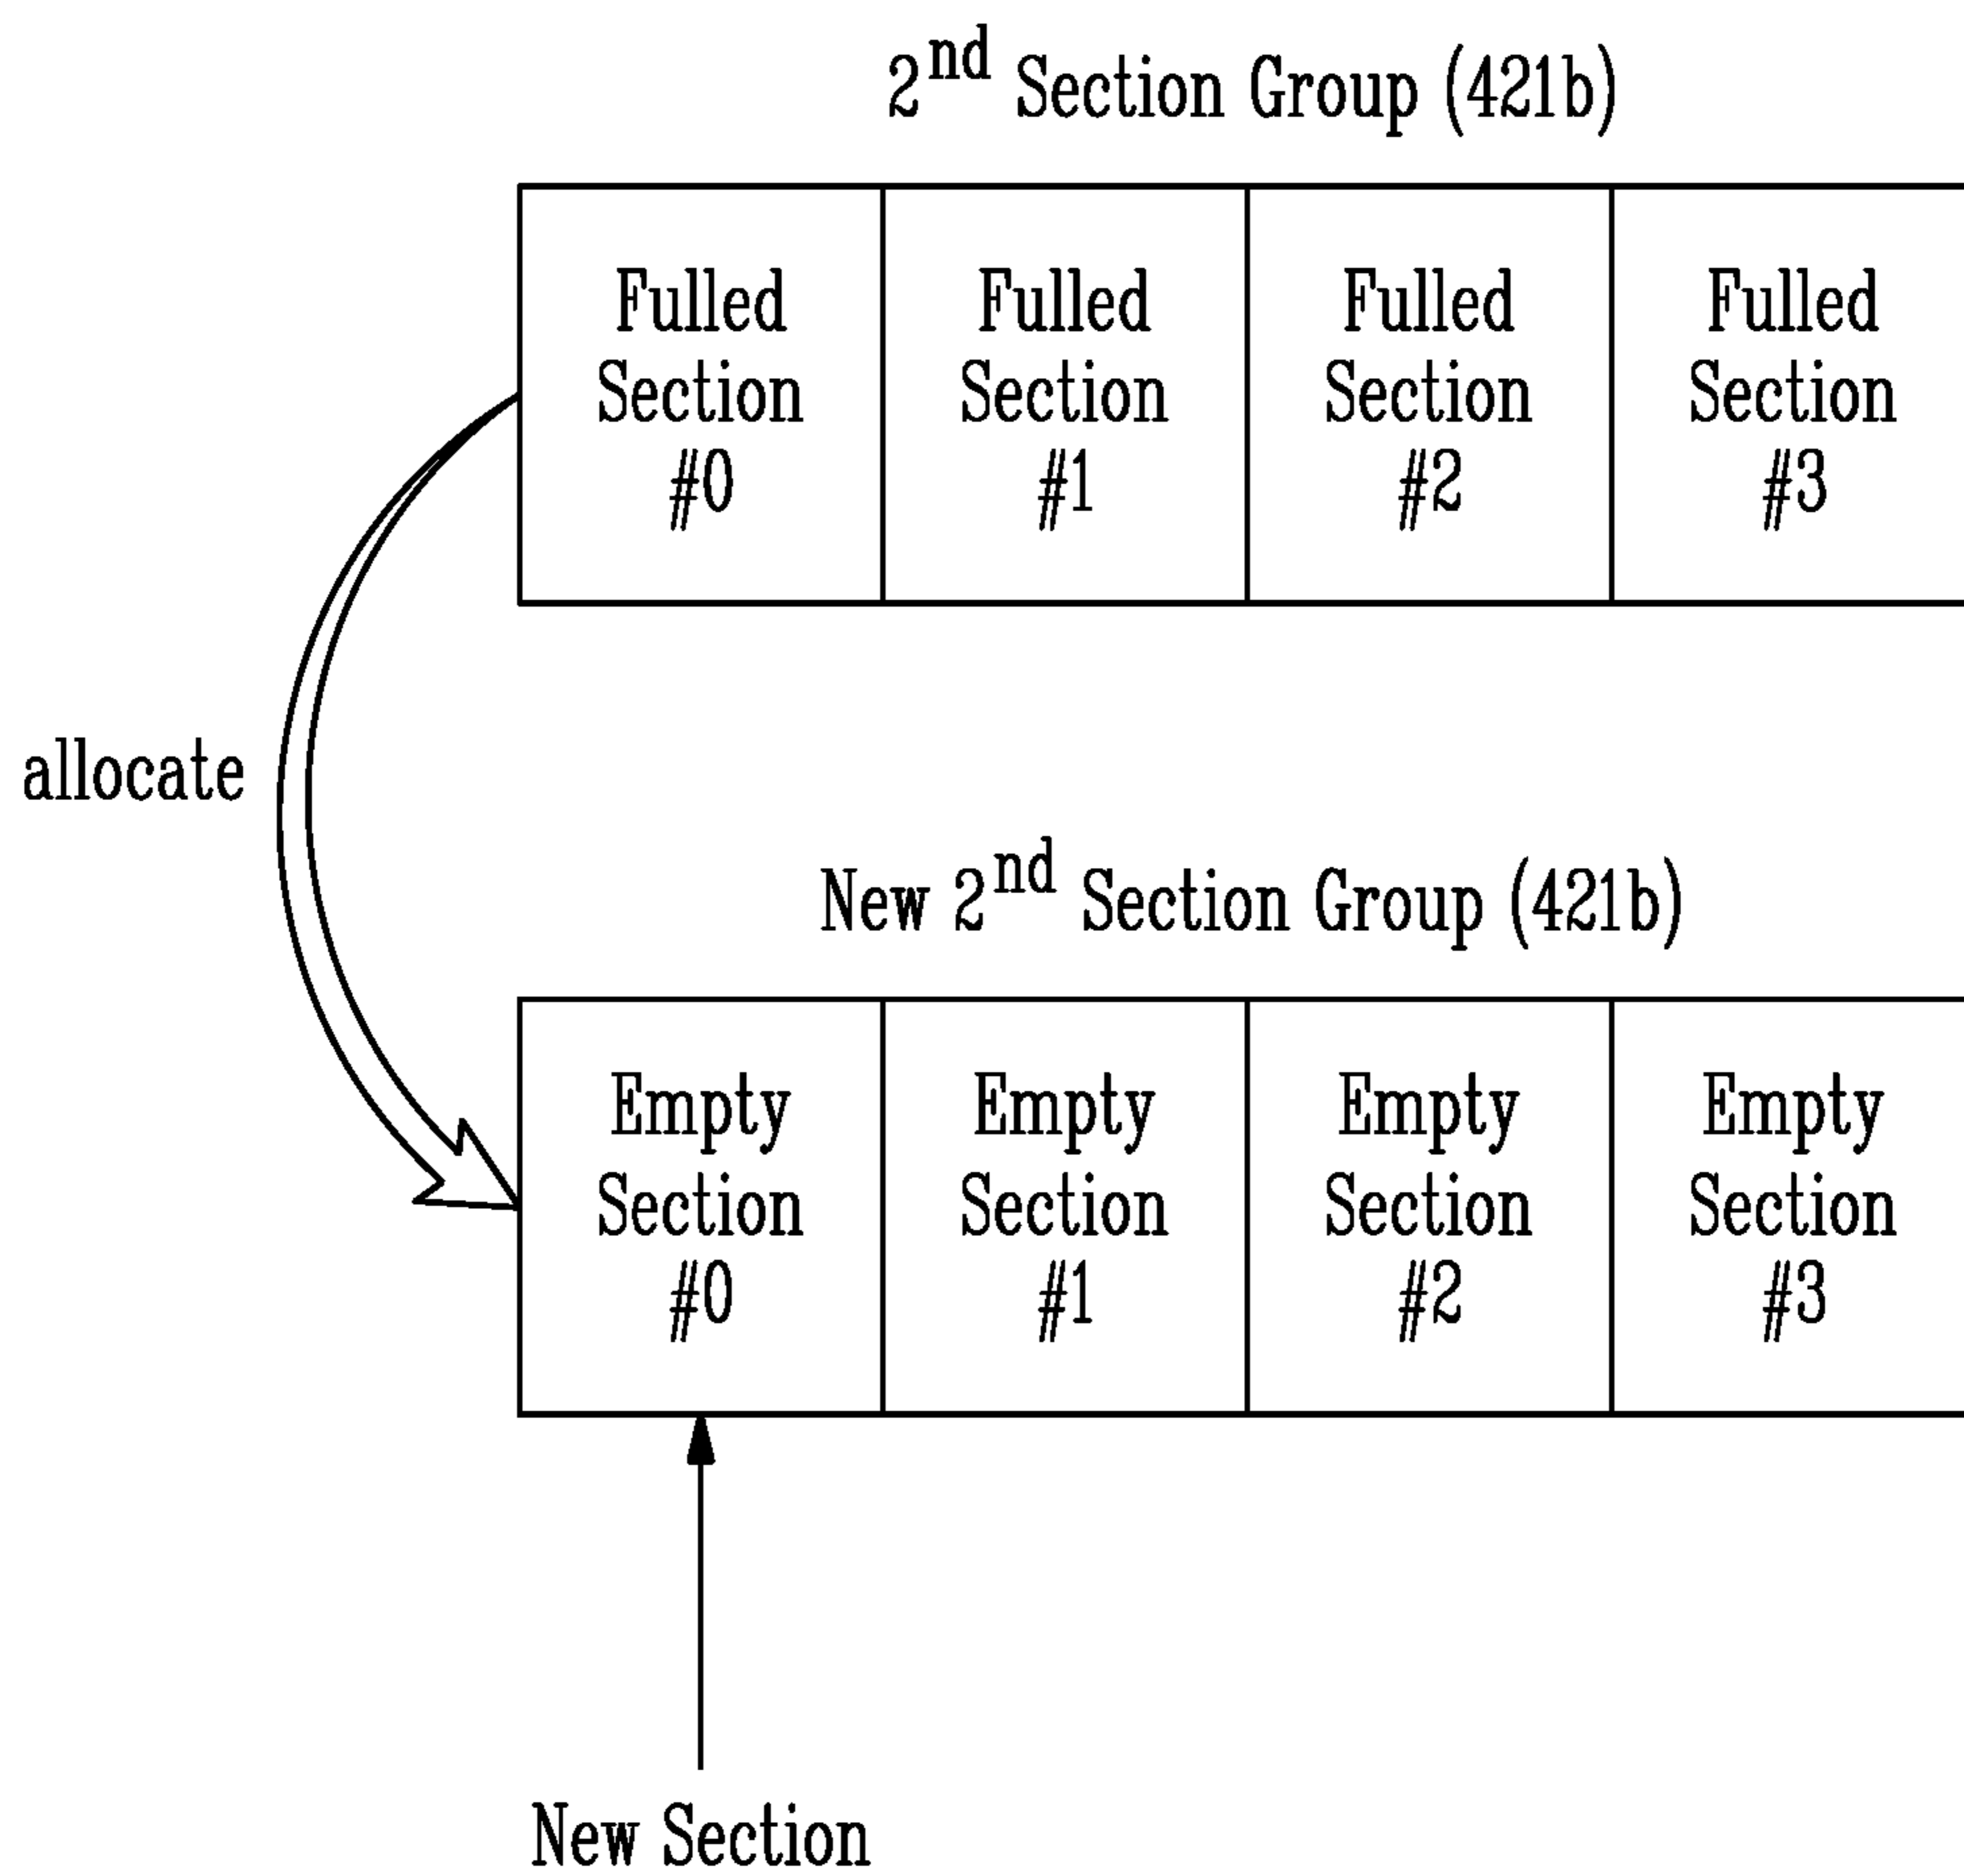 2nd Section Group (421b)
Fulled Fulled Fulled Fulled
Section Section Section Section
#0 #1 #2 #3
allocate
New 2nd Section Group (421b)
Empty Empty Empty Empty
Section Section Section Section
#0 #1 #2 #3
New Section